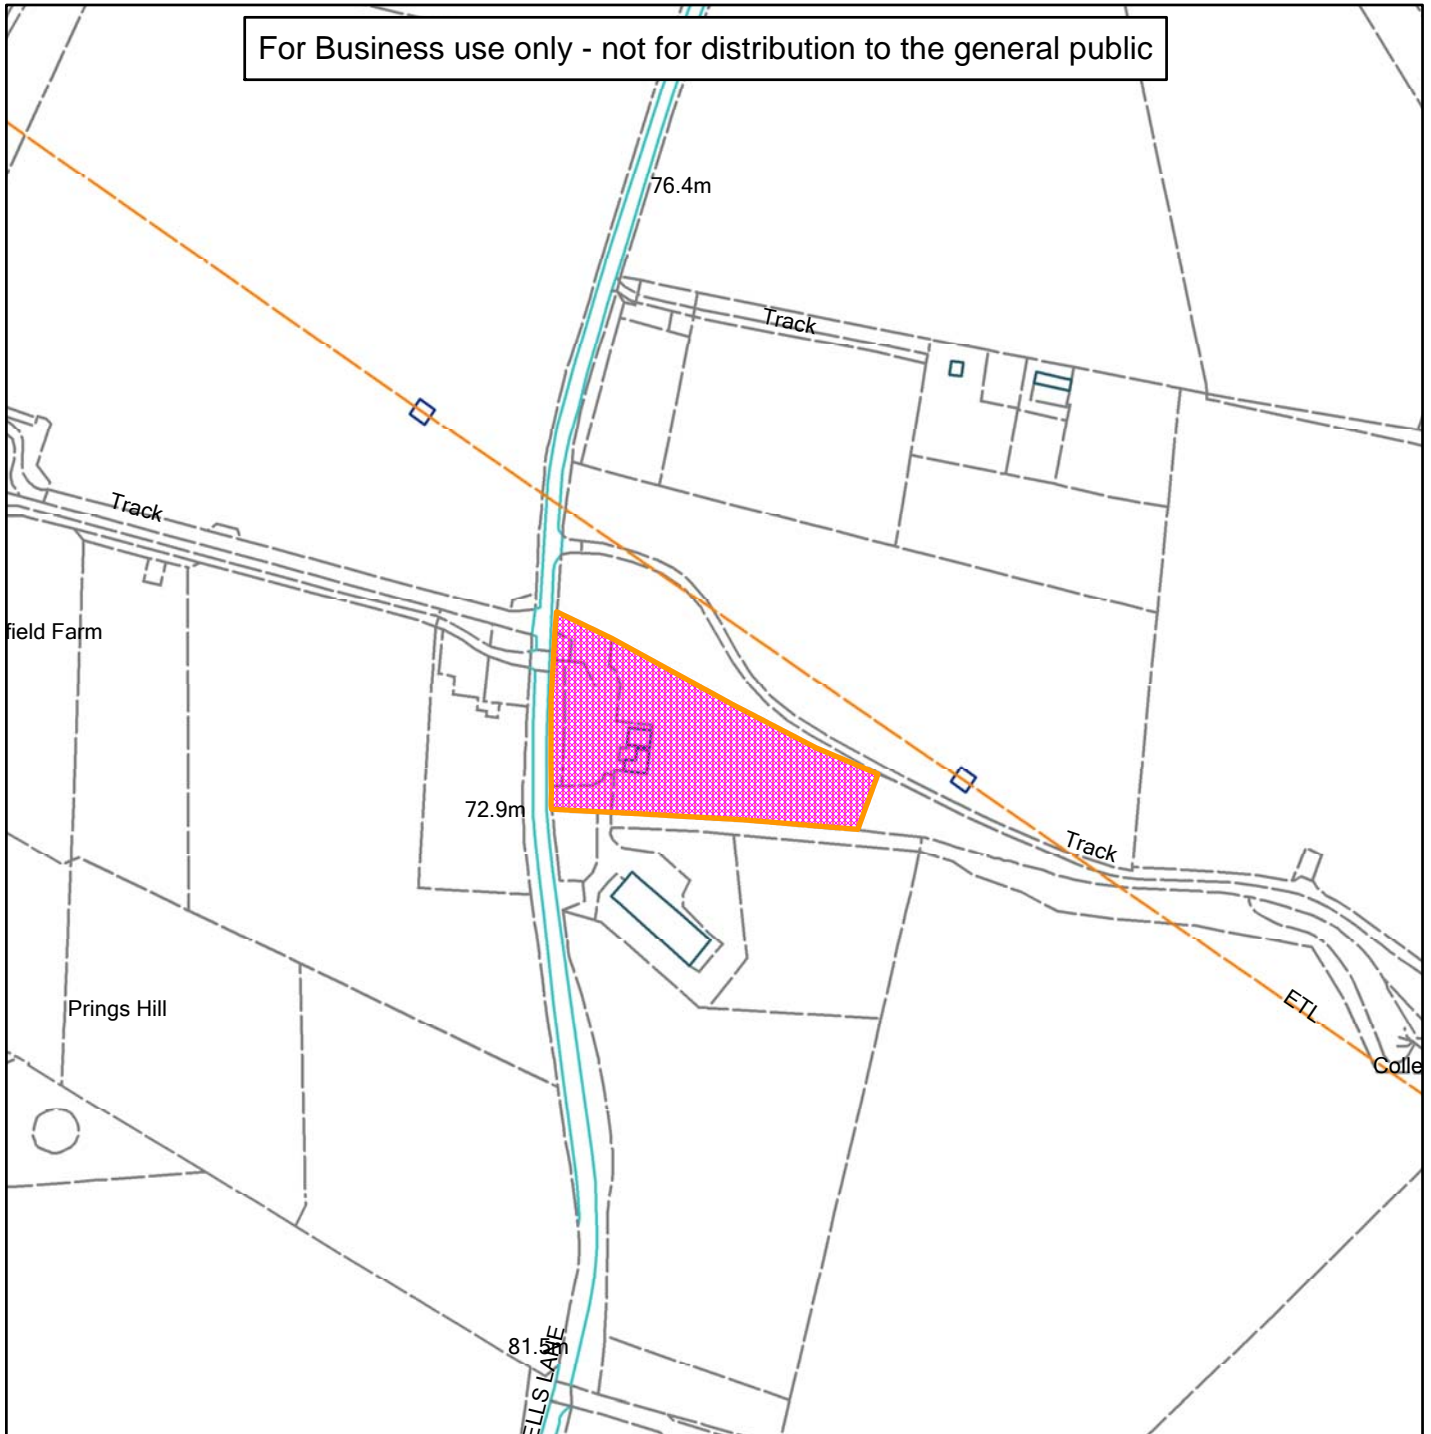 For Business use only - not for distribution to the general public
76.4m
Track
Track
field Farm
72.9m
Track
ETL
Prings Hill
Colle
81.5m
ELLS LANE